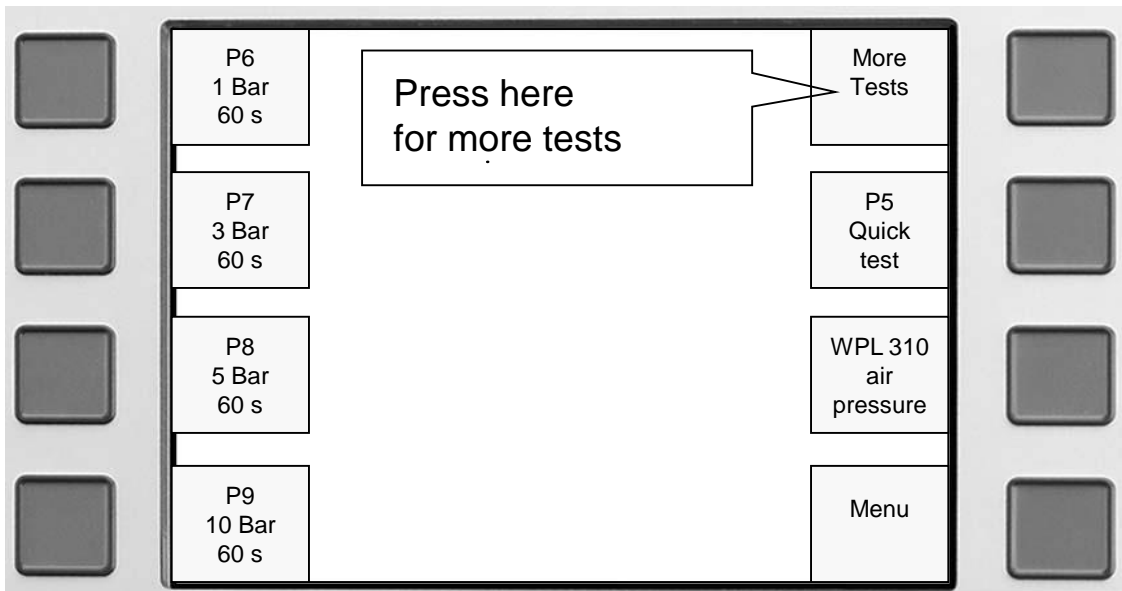 P6
1 Bar
60 s
Press here
for more tests
More
Tests
P7
3 Bar
60 s
P5
Quick
test
P8
5 Bar
60 s
WPL 310
air
pressure
P9
10 Bar
60 s
Menu